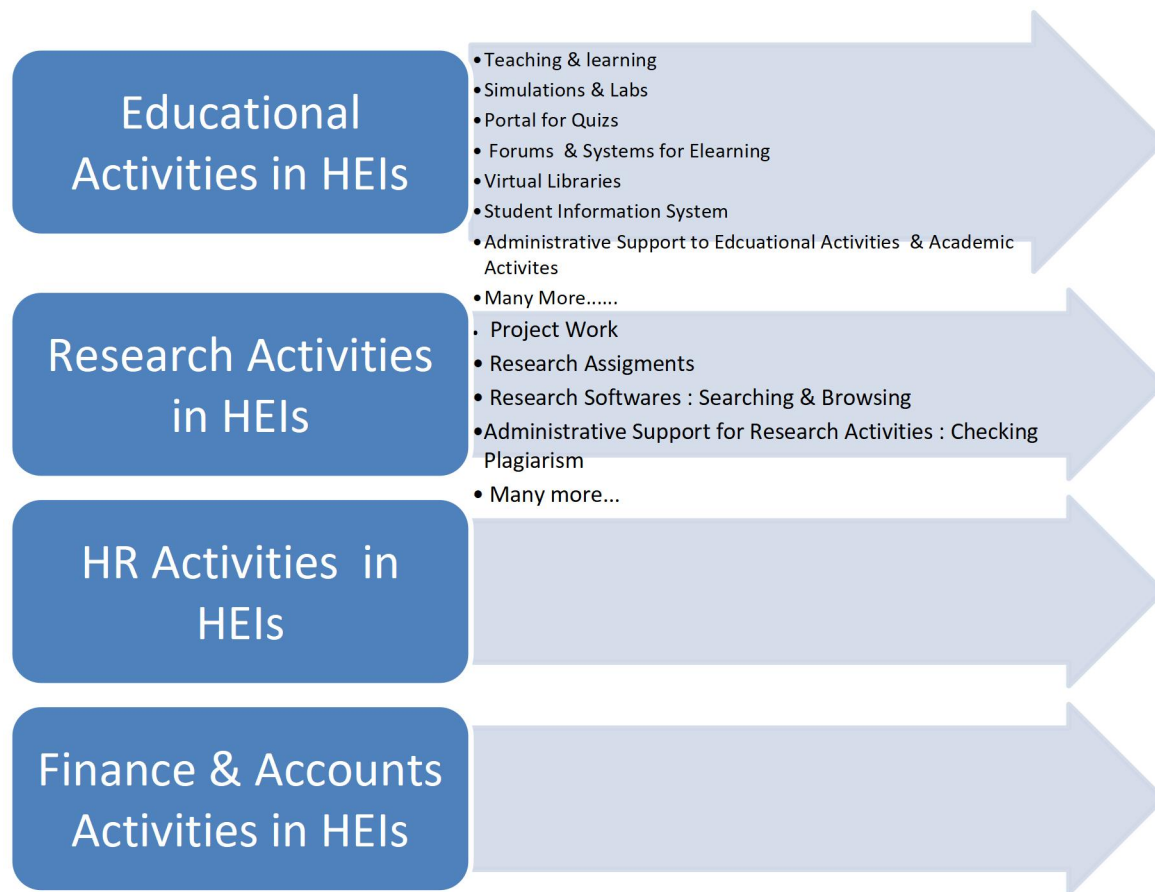 Educational
Activities in HEIs
•Teaching & learning
•Simulations & Labs
•Portal for Quizs
• Forums & Systems for Elearning
•Virtual Libraries
•Student Information System
•Administrative Support to Edcuational Activities & Academic
Activites
•Many More......
Research Activities
in HEIs
. Project Work
• Research Assigments
• Research Softwares : Searching & Browsing
•Administrative Support for Research Activities : Checking
Plagiarism
• Many more...
HR Activities in
HEIs
Finance & Accounts
Activities in HEIs